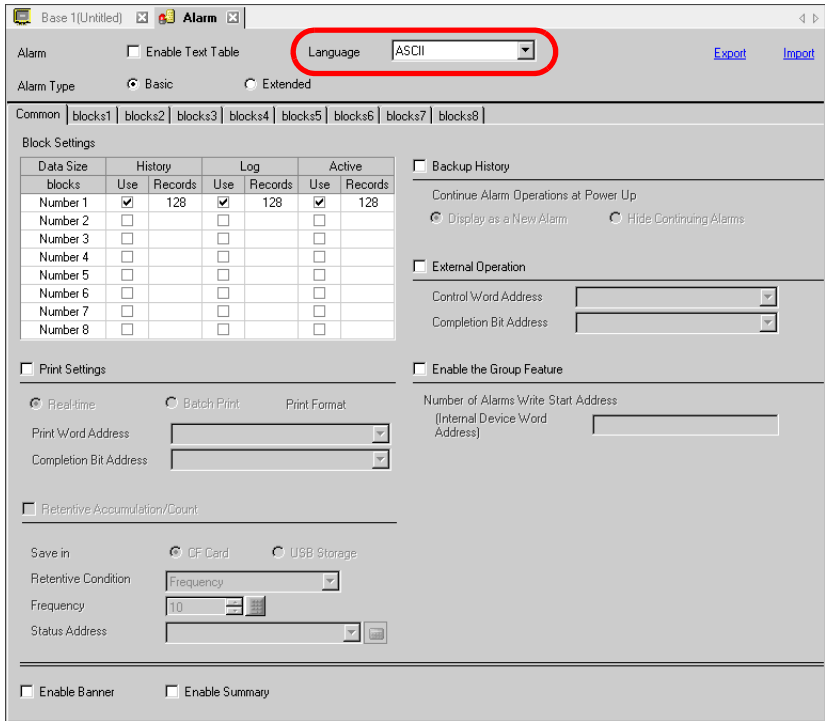 Base 1(Untitled) Alarm
Alarm Enable Text Table Language ASCII Export Import
Alarm Type Basic Extended
Common blocks1 blocks2 blocks3 blocks4 blocks5 blocks6 blocks7 blocks8
Block Settings
Data Size History Log Active
blocks Use Records Use Records Use Records
Number 1 128 128 128
Number 2
Number 3
Number 4
Number 5
Number 6
Number 7
Number 8
Backup History
Continue Alarm Operations at Power Up
Display as a New Alarm Hide Continuing Alarms
External Operation
Control Word Address
Completion Bit Address
Print Settings
Real-time Batch Print Print Format
Print Word Address
Completion Bit Address
Enable the Group Feature
Number of Alarms Write Start Address
(Internal Device Word
Address)
Retentive Accumulation/Count
Save in CF Card USB Storage
Retentive Condition Frequency
Frequency 10
Status Address
Enable Banner Enable Summary